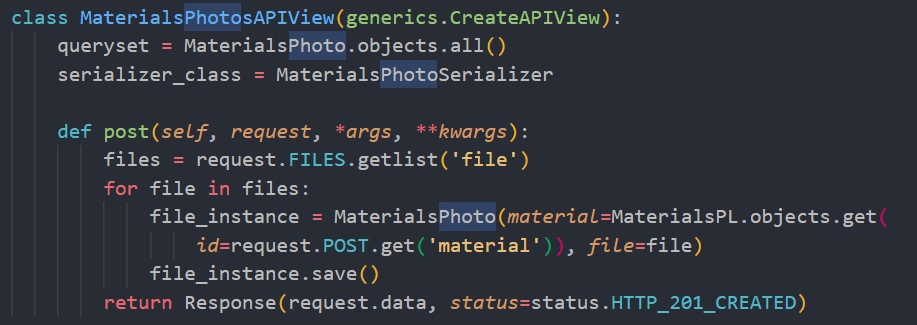 class MaterialsPhotosAPIView(generics.CreateAPIView):
    queryset = MaterialsPhoto.objects.all()
    serializer_class = MaterialsPhotoSerializer

    def post(self, request, *args, **kwargs):
        files = request.FILES.getlist('file')
        for file in files:
            file_instance = MaterialsPhoto(material=MaterialsPL.objects.get(
                id=request.POST.get('material')), file=file)
            file_instance.save()
        return Response(request.data, status=status.HTTP_201_CREATED)